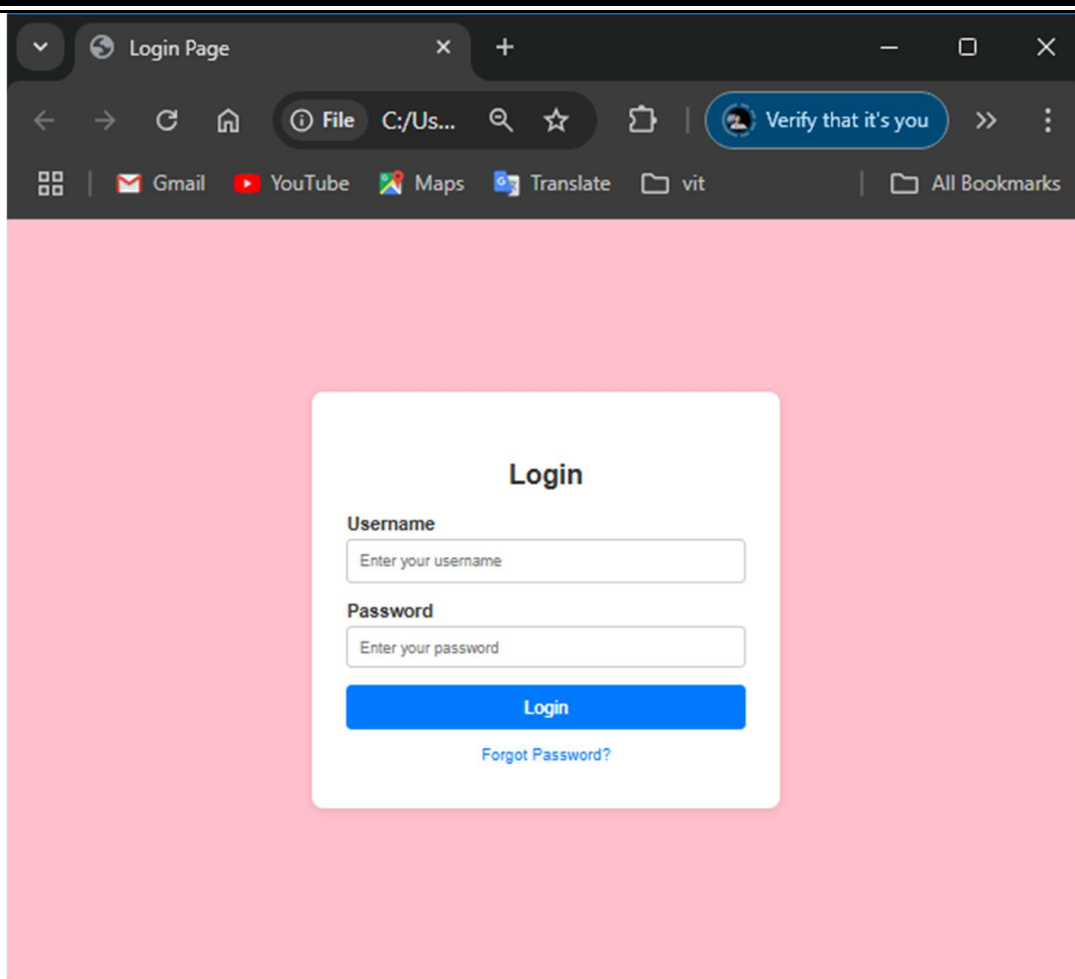 Login Page
File C:/Us... Verify that it's you
Gmail YouTube Maps Translate vit All Bookmarks
Login
Username
Enter your username
Password
Enter your password
Login
Forgot Password?